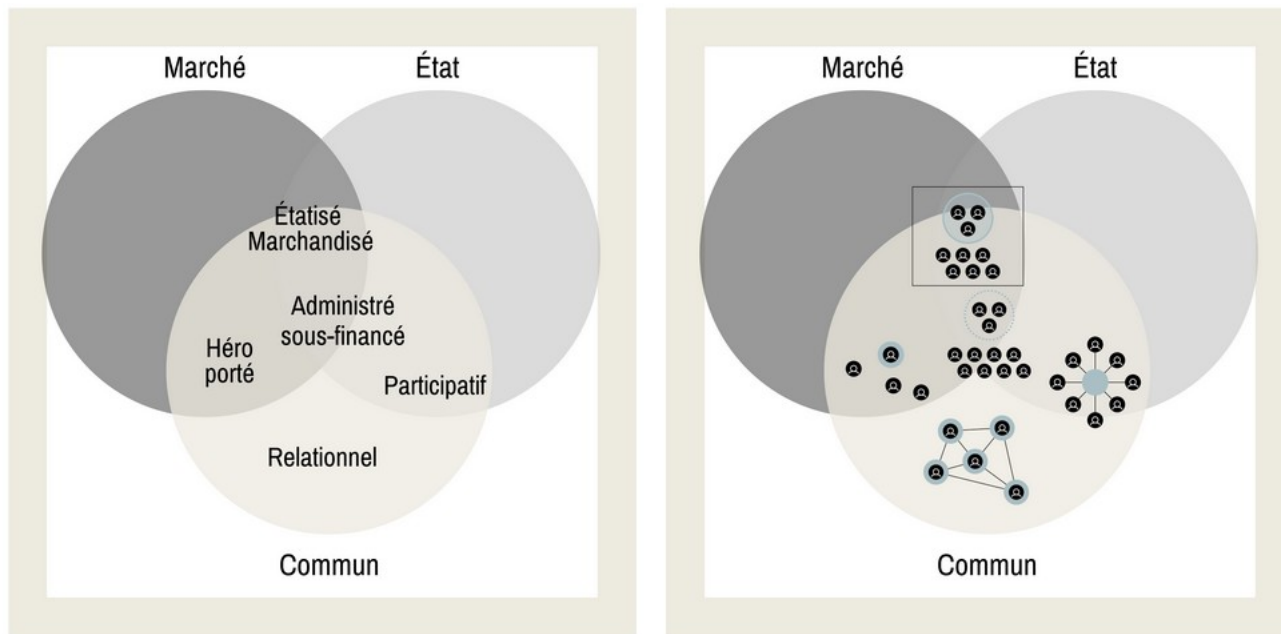 Marché
État
Étatisé
Marchandisé
Administré
sous-financé
Héro
porté
Participatif
Relationnel
Commun
Marché
État
Commun